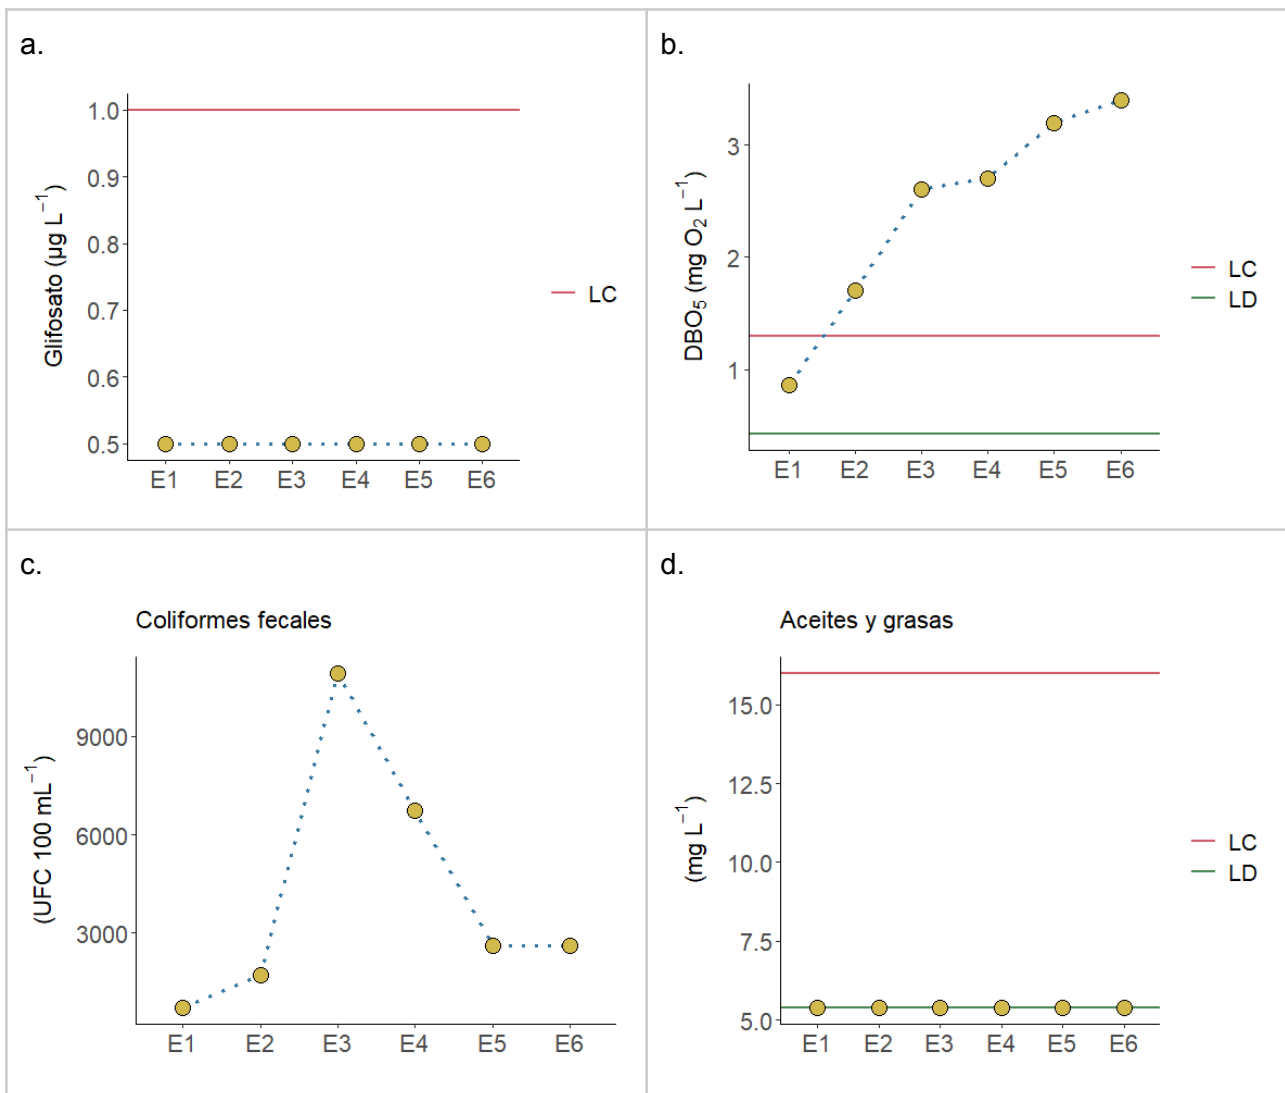 a.
Glifosato (µg L⁻¹)
1.0
0.9
0.8
0.7
0.6
0.5
E1 E2 E3 E4 E5 E6
LC
b.
DBO₅ (mg O₂ L⁻¹)
3
2
1
E1 E2 E3 E4 E5 E6
LC
LD
c.
Coliformes fecales
(UFC 100 mL⁻¹)
9000
6000
3000
E1 E2 E3 E4 E5 E6
d.
Aceites y grasas
(mg L⁻¹)
15.0
12.5
10.0
7.5
5.0
E1 E2 E3 E4 E5 E6
LC
LD